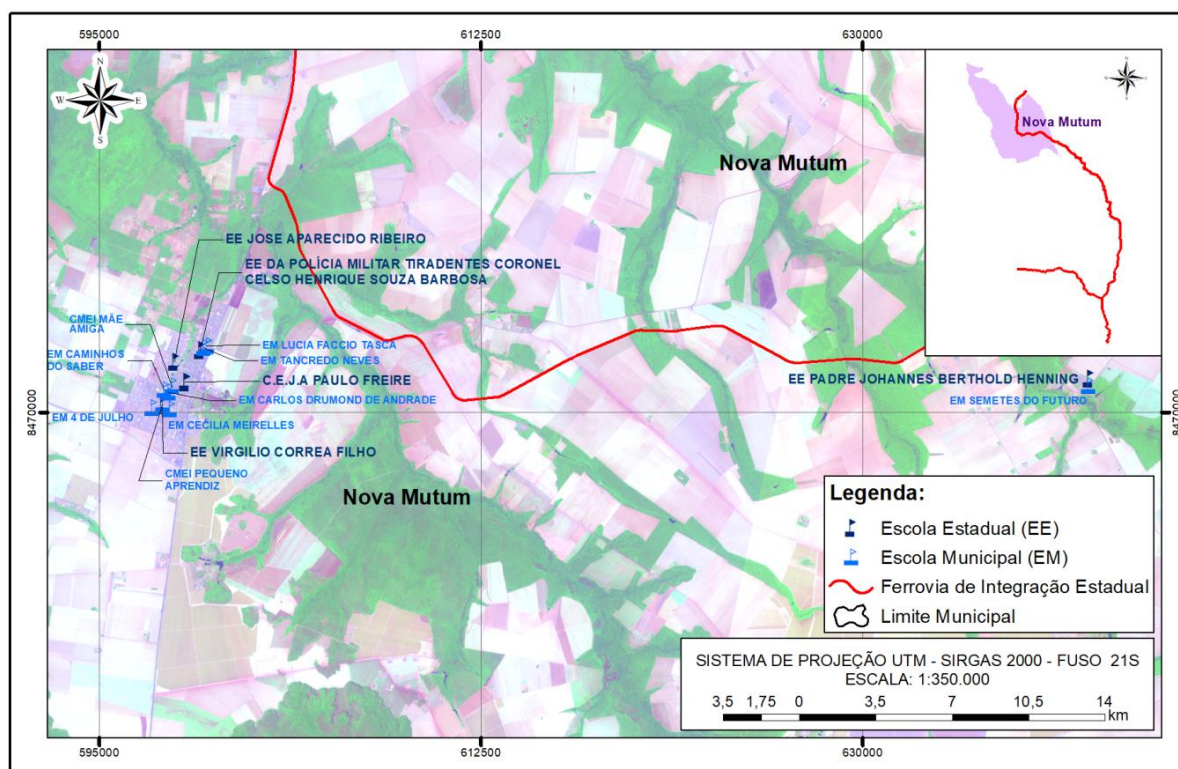 595000
612500
630000
N
W
E
S
Nova Mutum
Nova Mutum
EE JOSE APARECIDO RIBEIRO
EE DA POLÍCIA MILITAR TIRADENTES CORONEL
CELSO HENRIQUE SOUZA BARBOSA
CMEI MÃE
AMIGA
EM LUCIA FACCIO TASCA
EM CAMINHOS
DO SABER
EM TANCREDO NEVES
C.E.J.A PAULO FREIRE
EE PADRE JOHANNES BERTHOLD HENNING
EM CARLOS DRUMOND DE ANDRADE
EM SEMETES DO FUTURO
8470000
8470000
EM 4 DE JULHO
EM CECILIA MEIRELLES
EE VIRGILIO CORREA FILHO
CMEI PEQUENO
APRENDIZ
Nova Mutum
Legenda:
Escola Estadual (EE)
Escola Municipal (EM)
Ferrovia de Integração Estadual
Limite Municipal
SISTEMA DE PROJEÇÃO UTM - SIRGAS 2000 - FUSO 21S
ESCALA: 1:350.000
3,5 1,75 0 3,5 7 10,5 14
km
595000
612500
630000